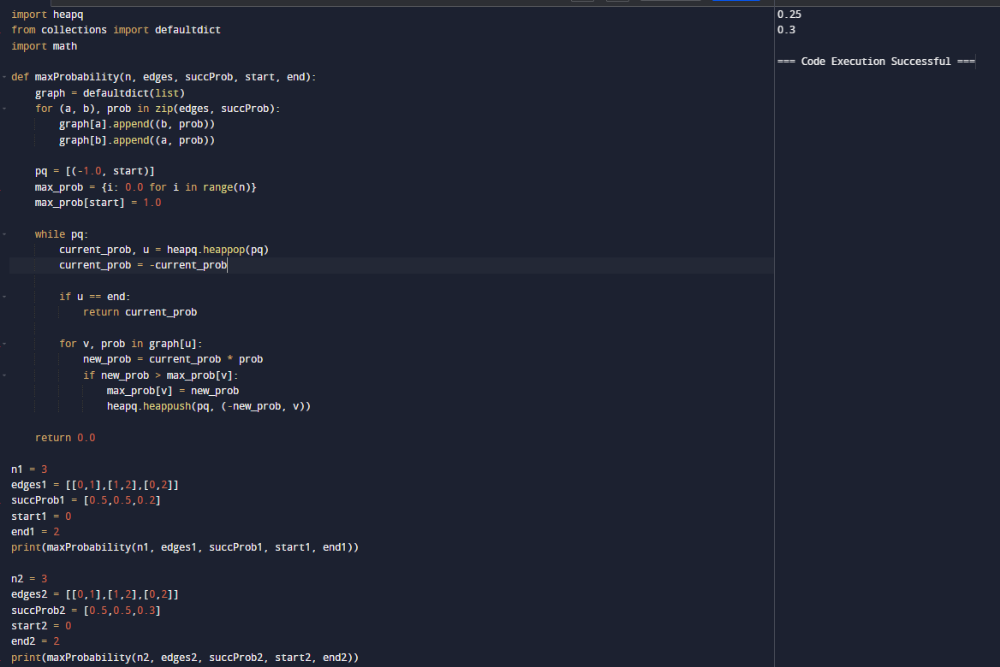 import heapq
from collections import defaultdict
import math

def maxProbability(n, edges, succProb, start, end):
    graph = defaultdict(list)
    for (a, b), prob in zip(edges, succProb):
        graph[a].append((b, prob))
        graph[b].append((a, prob))

    pq = [(-1.0, start)]
    max_prob = {i: 0.0 for i in range(n)}
    max_prob[start] = 1.0

    while pq:
        current_prob, u = heapq.heappop(pq)
        current_prob = -current_prob

        if u == end:
            return current_prob

        for v, prob in graph[u]:
            new_prob = current_prob * prob
            if new_prob > max_prob[v]:
                max_prob[v] = new_prob
                heapq.heappush(pq, (-new_prob, v))

    return 0.0

n1 = 3
edges1 = [[0,1],[1,2],[0,2]]
succProb1 = [0.5,0.5,0.2]
start1 = 0
end1 = 2
print(maxProbability(n1, edges1, succProb1, start1, end1))

n2 = 3
edges2 = [[0,1],[1,2],[0,2]]
succProb2 = [0.5,0.5,0.3]
start2 = 0
end2 = 2
print(maxProbability(n2, edges2, succProb2, start2, end2))
0.25
0.3

=== Code Execution Successful ===